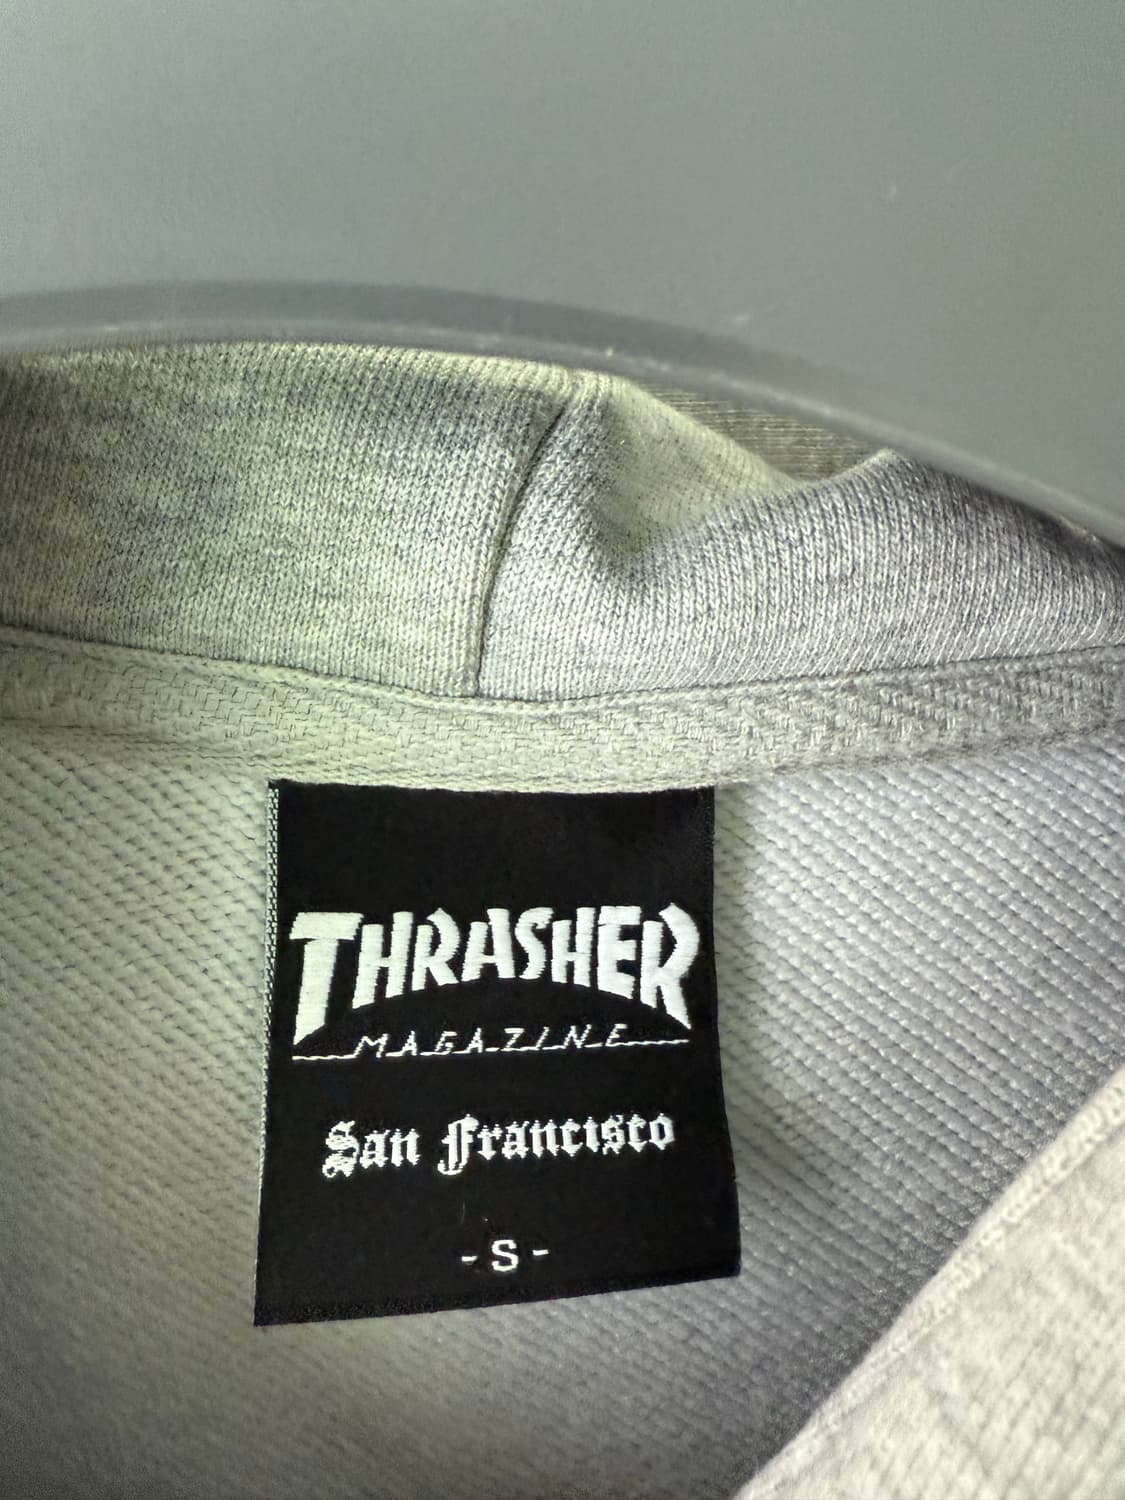 THRASHER
MAGAZINE
San Francisco
- S -